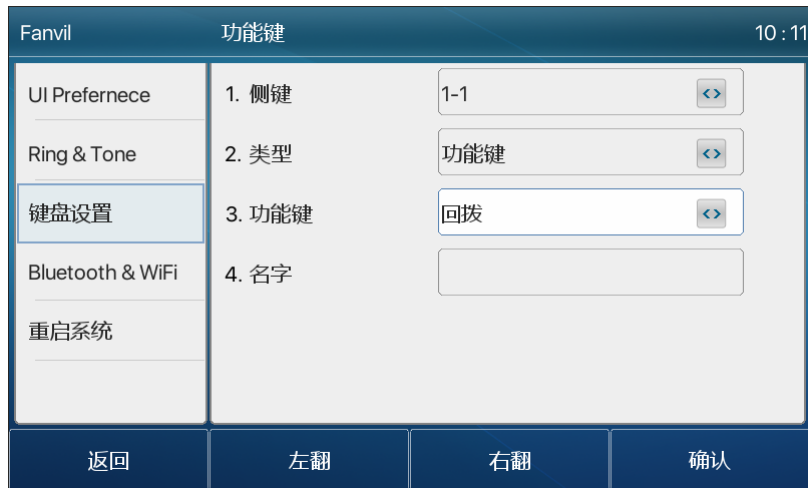 Fanvil 功能键 10:11
UI Prefernece
Ring & Tone
键盘设置
Bluetooth & WiFi
重启系统
1. 侧键 1-1
2. 类型 功能键
3. 功能键 回拨
4. 名字
返回 左翻 右翻 确认